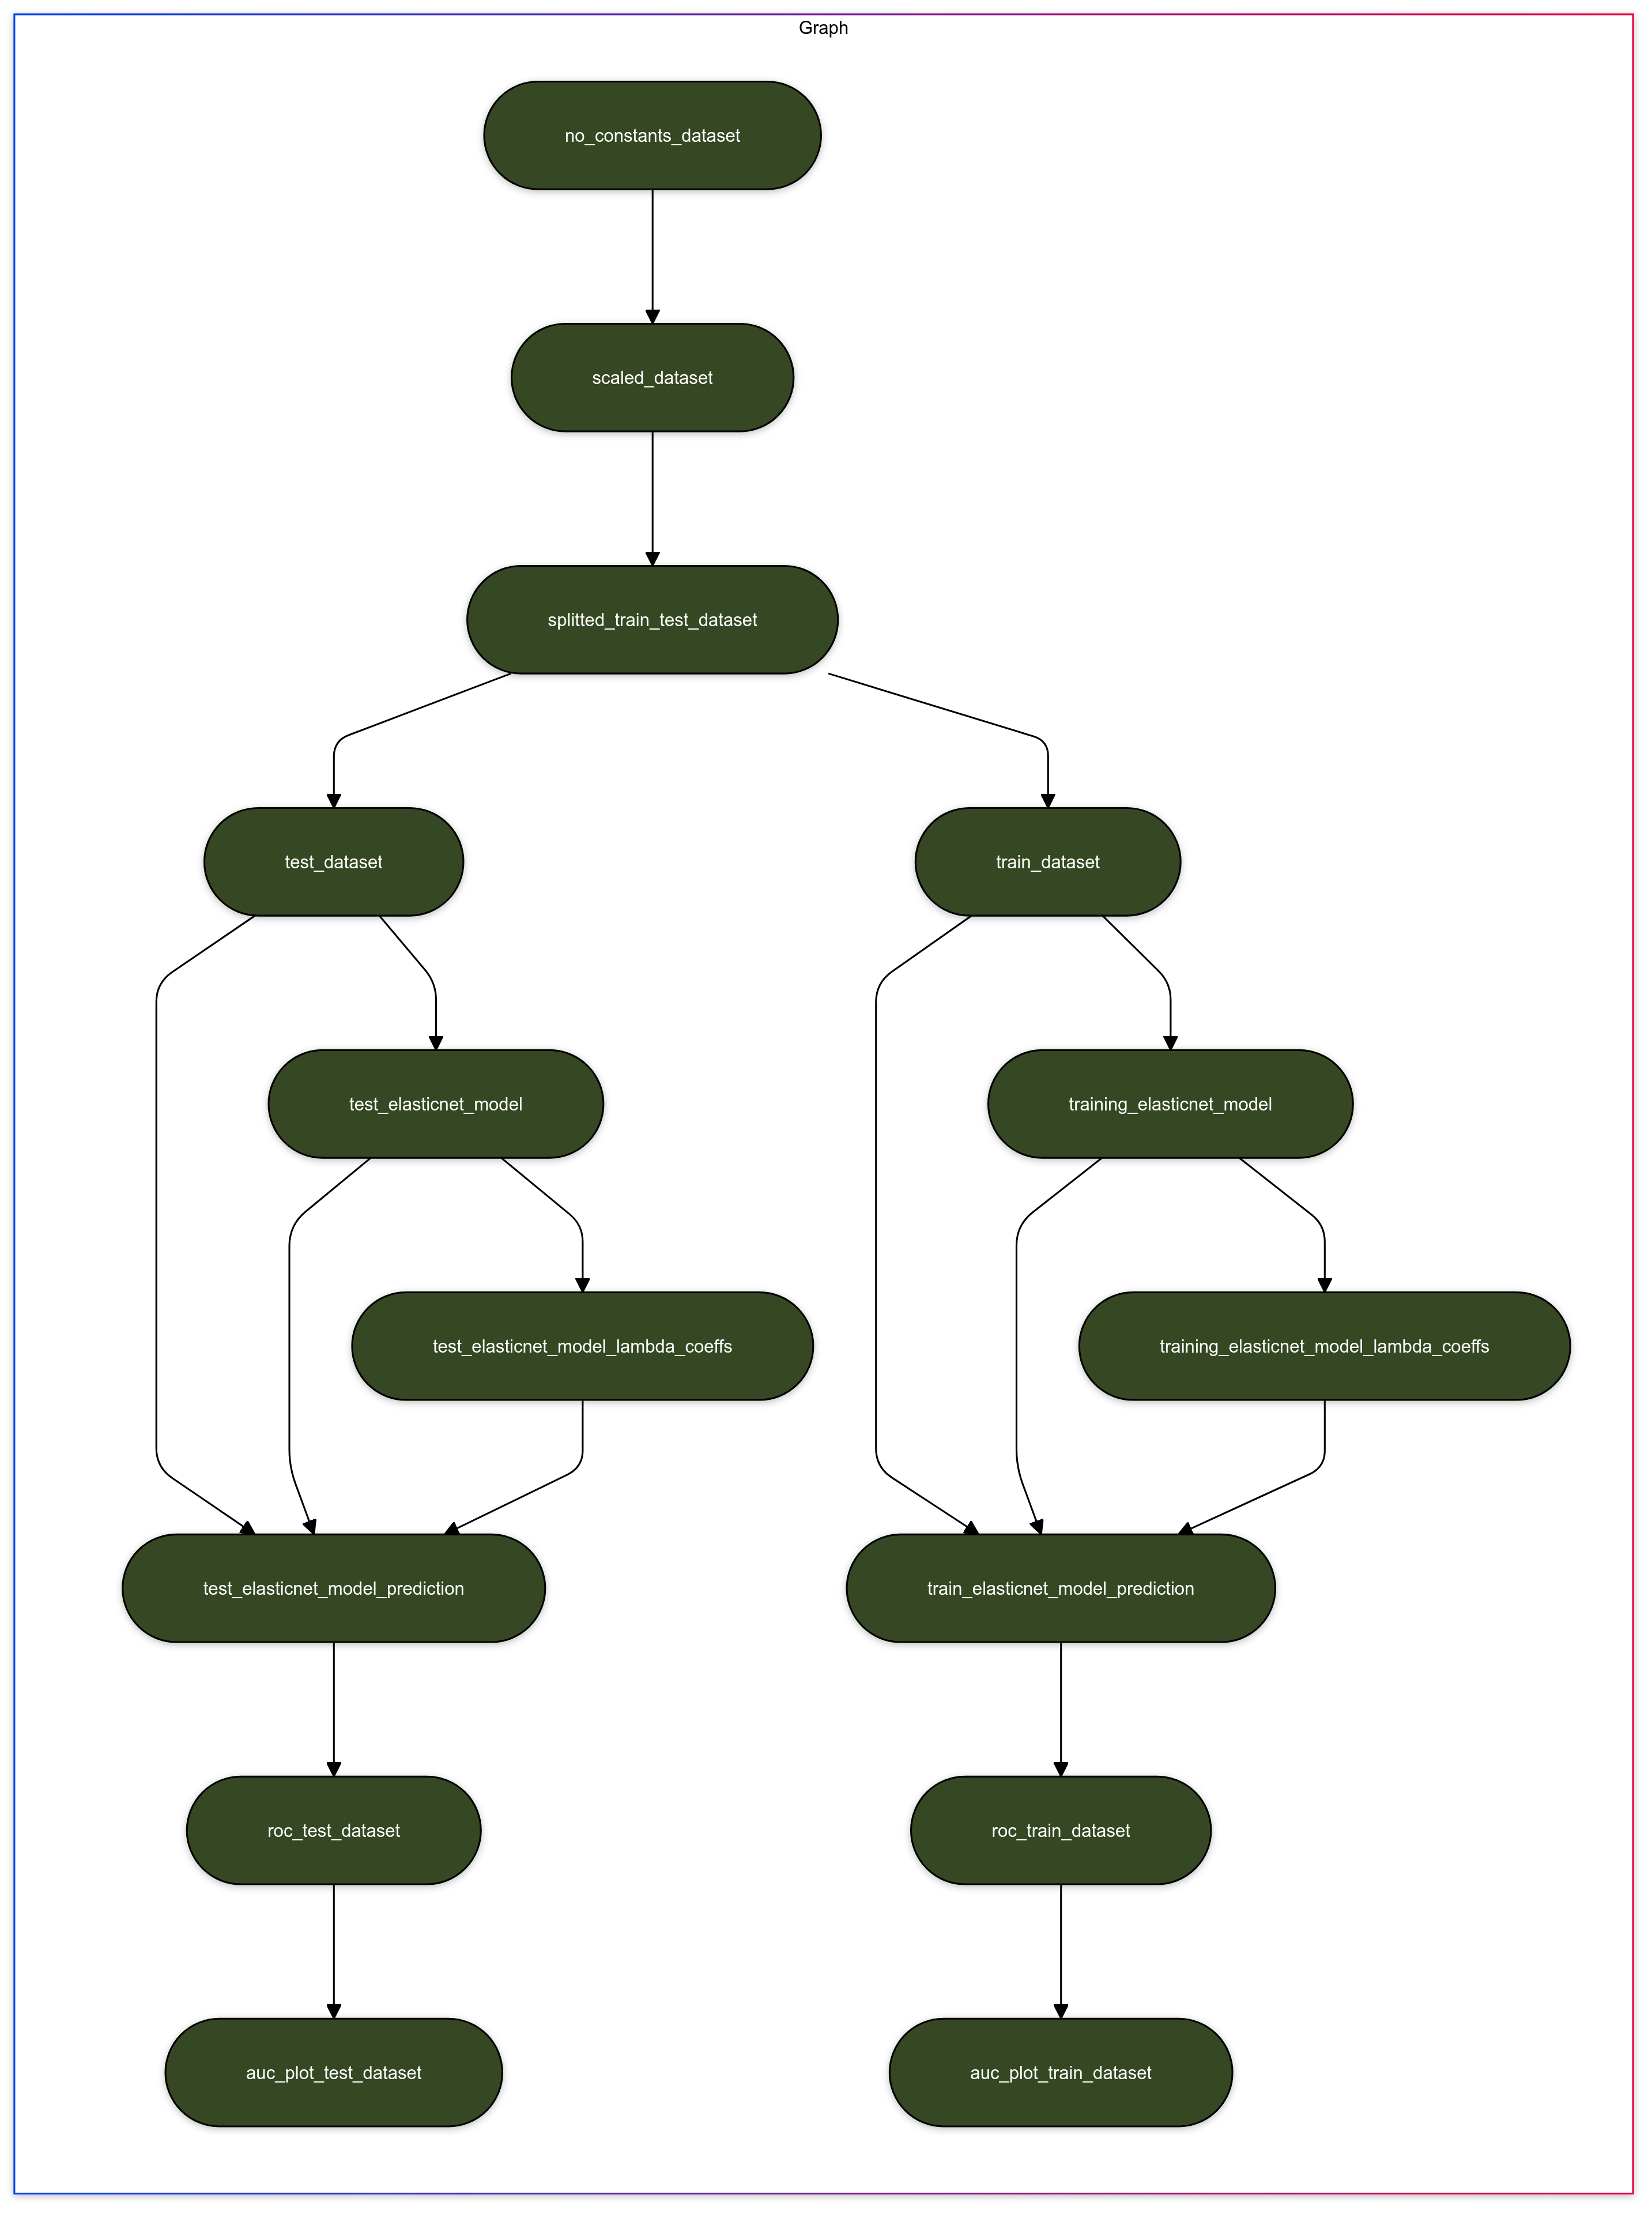 Graph
no_constants_dataset
scaled_dataset
splitted_train_test_dataset
test_dataset
train_dataset
test_elasticnet_model
training_elasticnet_model
test_elasticnet_model_lambda_coeffs
training_elasticnet_model_lambda_coeffs
test_elasticnet_model_prediction
train_elasticnet_model_prediction
roc_test_dataset
roc_train_dataset
auc_plot_test_dataset
auc_plot_train_dataset